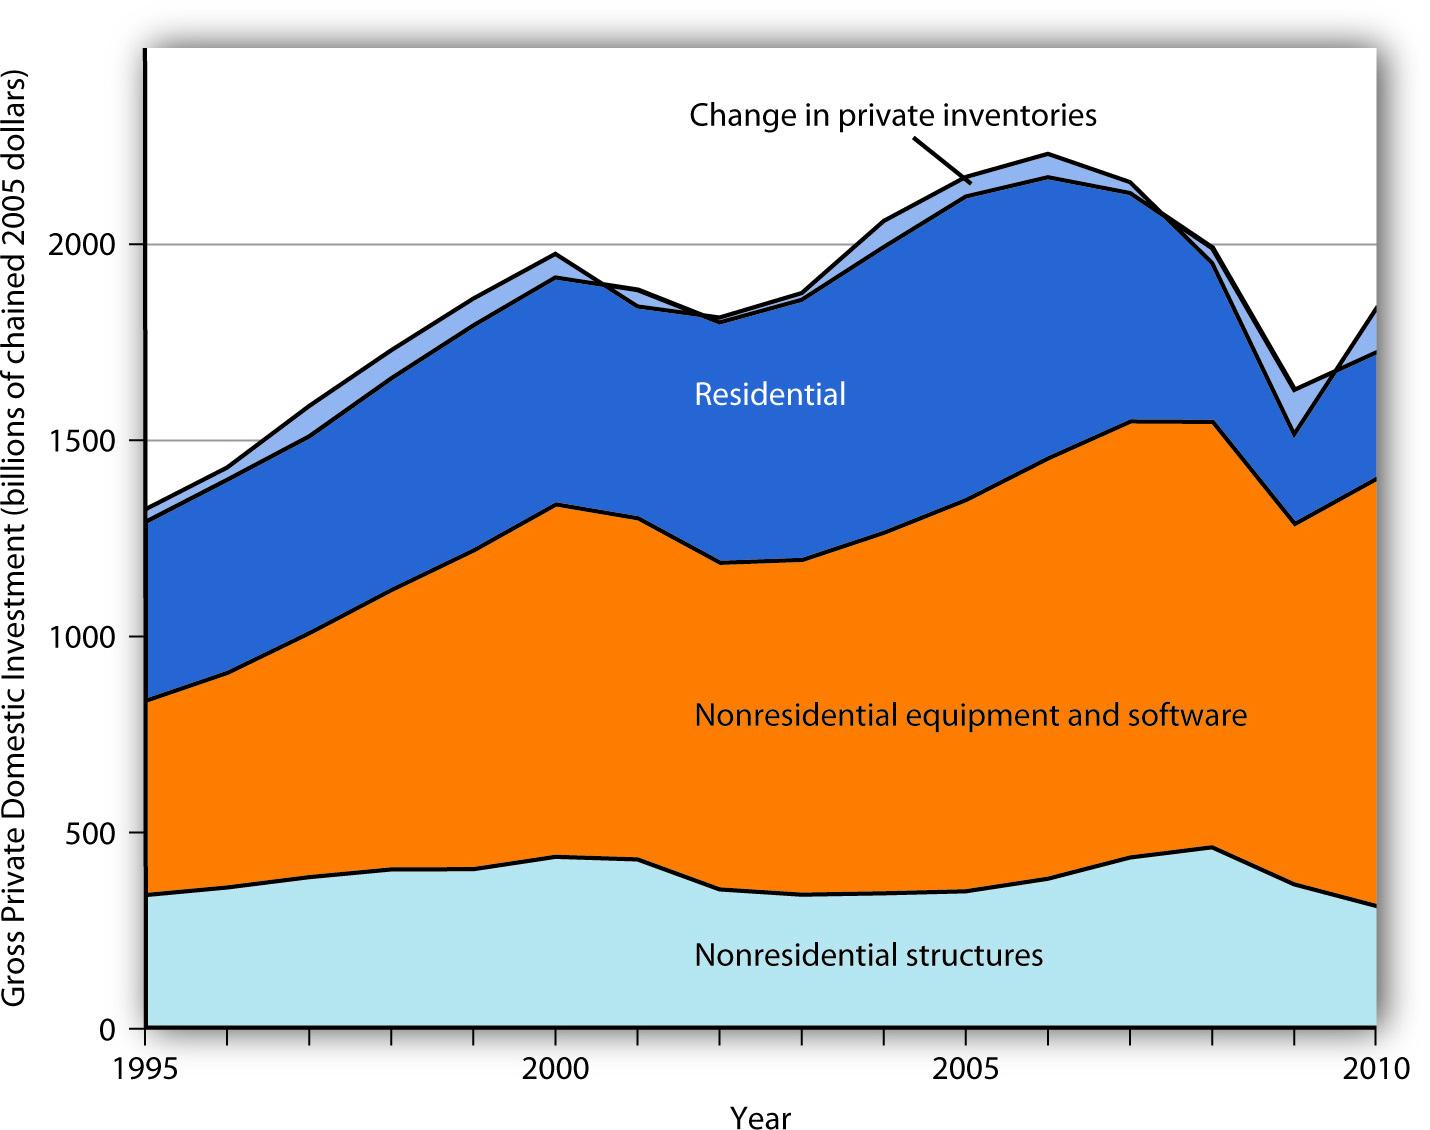 Gross Private Domestic Investment (billions of chained 2005 dollars)
Change in private inventories
2000
Residential
1500
1000
Nonresidential equipment and software
500
Nonresidential structures
0
1995
2000
2005
2010
Year